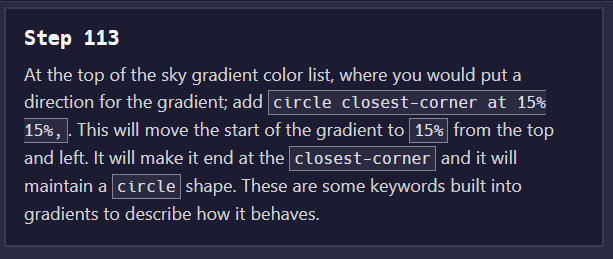 Step 113
At the top of the sky gradient color list, where you would put a
direction for the gradient; add circle closest-corner at 15%
15%,. This will move the start of the gradient to 15% from the top
and left. It will make it end at the closest-corner and it will
maintain a circle shape. These are some keywords built into
gradients to describe how it behaves.